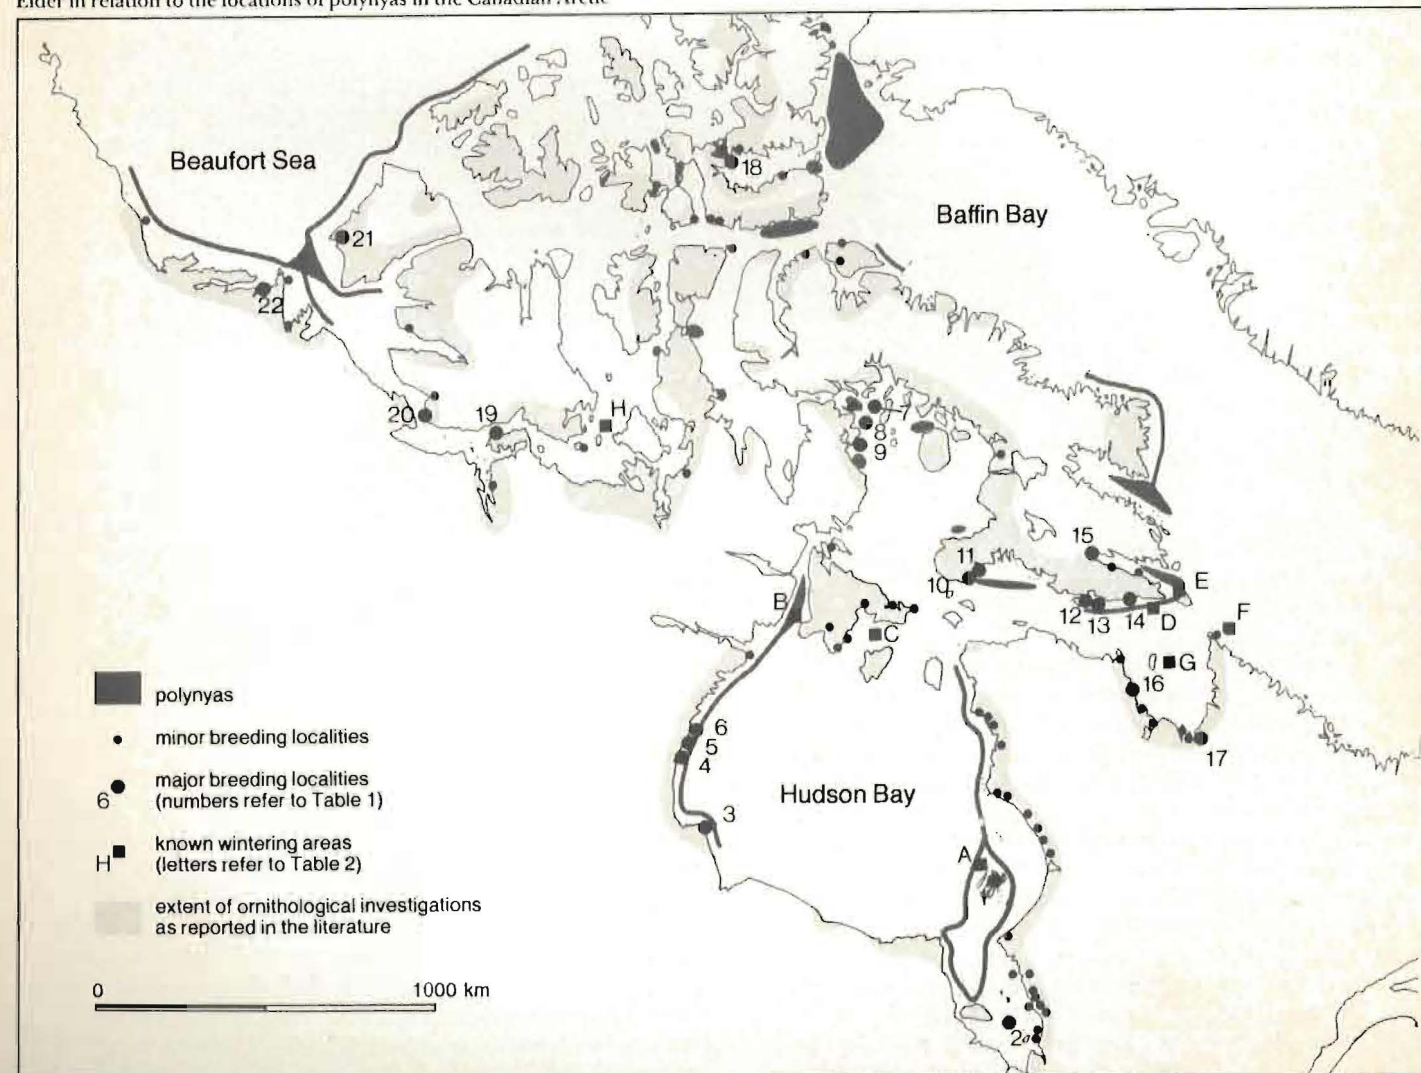 Eider in relation to the locations of polynyas in the Canadian Arctic
Beaufort Sea
Baffin Bay
18
21
22
20
19
H
7
8
9
15
11
10
E
12
13
14
D
F
B
C
G
16
17
6
5
4
3
Hudson Bay
A
2
polynyas
minor breeding localities
6
major breeding localities
(numbers refer to Table 1)
H
known wintering areas
(letters refer to Table 2)
extent of ornithological investigations
as reported in the literature
0
1000 km